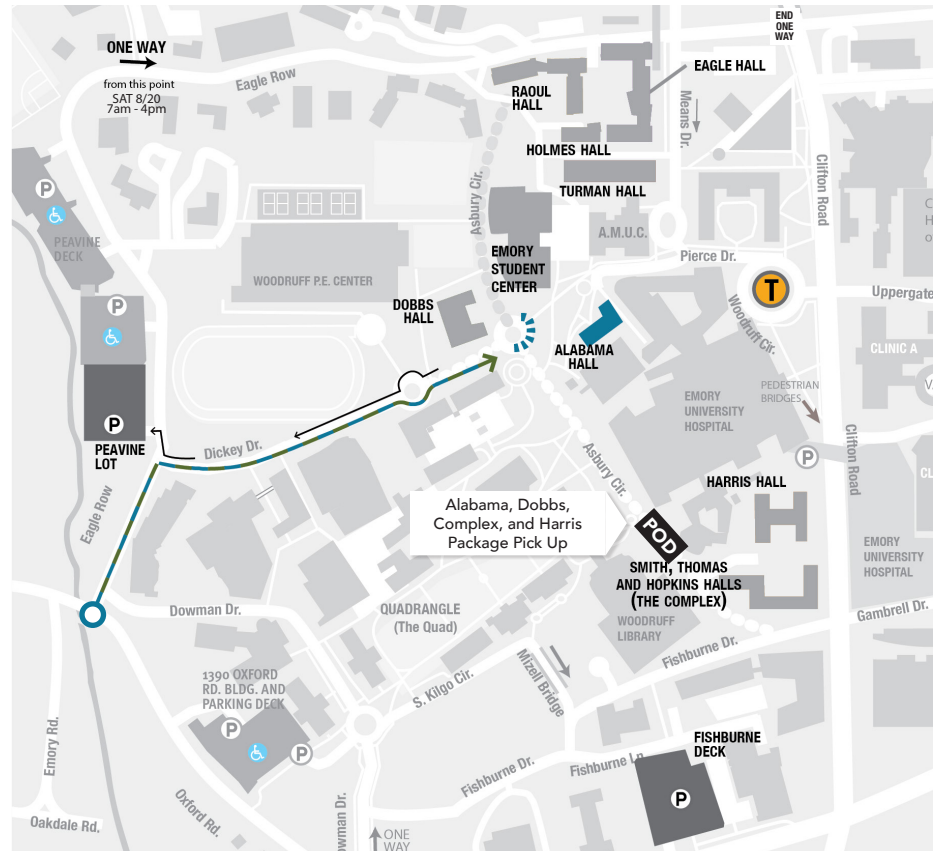 END
ONE
WAY
ONE WAY
from this point
SAT 8/20
7am - 4pm
Eagle Row
EAGLE HALL
RAOUL
HALL
Means Dr.
HOLMES HALL
TURMAN HALL
Clifton Road
P
PEAVINE
DECK
Asbury Cir.
A.M.U.C.
EMORY
STUDENT
CENTER
Pierce Dr.
WOODRUFF P.E. CENTER
T
Uppergate
DOBBS
HALL
P
Woodruff Cir.
ALABAMA
HALL
CLINIC A
PEDESTRIAN
BRIDGES
EMORY
UNIVERSITY
HOSPITAL
P
PEAVINE
LOT
Dickey Dr.
Clifton Road
P
Asbury Cir.
HARRIS HALL
Eagle Row
Alabama, Dobbs,
Complex, and Harris
Package Pick Up
POD
EMORY
UNIVERSITY
HOSPITAL
SMITH, THOMAS
AND HOPKINS HALLS
(THE COMPLEX)
Dowman Dr.
QUADRANGLE
(The Quad)
WOODRUFF
LIBRARY
Gambrell Dr.
Fishburne Dr.
Mizell Bridge
1390 OXFORD
RD. BLDG. AND
PARKING DECK
S. Kilgo Cir.
P
P
Emory Rd.
FISHBURNE
DECK
Fishburne Dr.
Fishburne Ln.
P
Oxford Rd.
Oakdale Rd.
owman Dr.
ONE
WAY